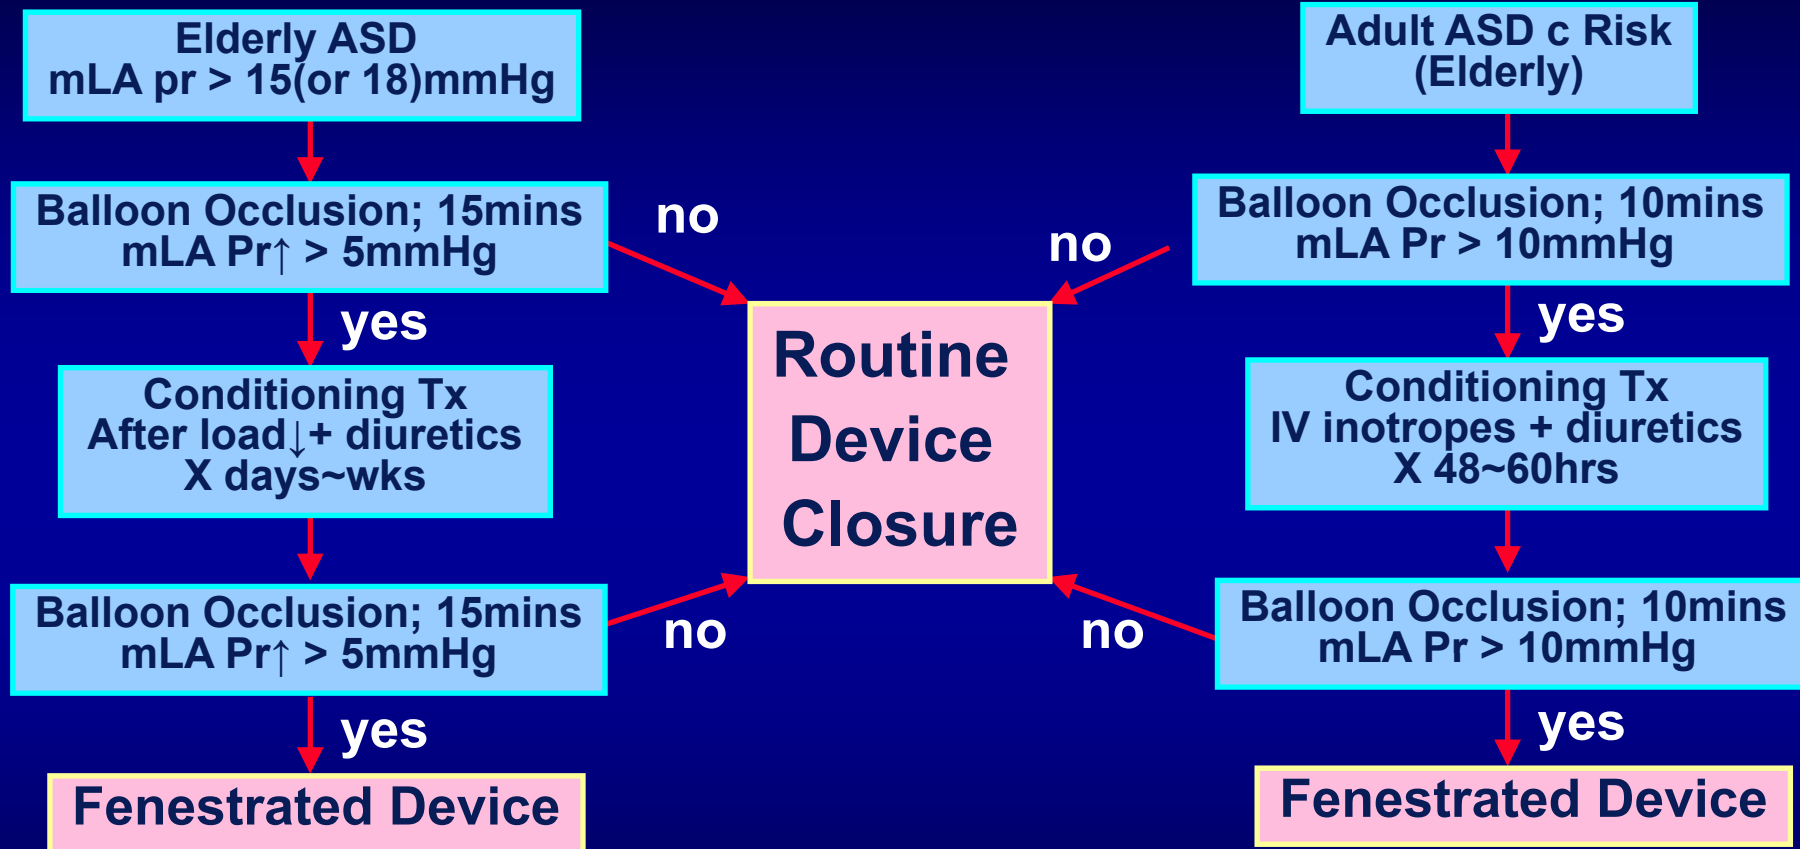 Elderly ASD
mLA pr > 15(or 18)mmHg
Balloon Occlusion; 15mins
mLA Pr↑ > 5mmHg
no
yes
Conditioning Tx
After load↓+ diuretics
X days~wks
Balloon Occlusion; 15mins
mLA Pr↑ > 5mmHg
no
yes
Fenestrated Device
Routine
Device
Closure
Adult ASD c Risk
(Elderly)
Balloon Occlusion; 10mins
mLA Pr > 10mmHg
no
yes
Conditioning Tx
IV inotropes + diuretics
X 48~60hrs
Balloon Occlusion; 10mins
mLA Pr > 10mmHg
no
yes
Fenestrated Device